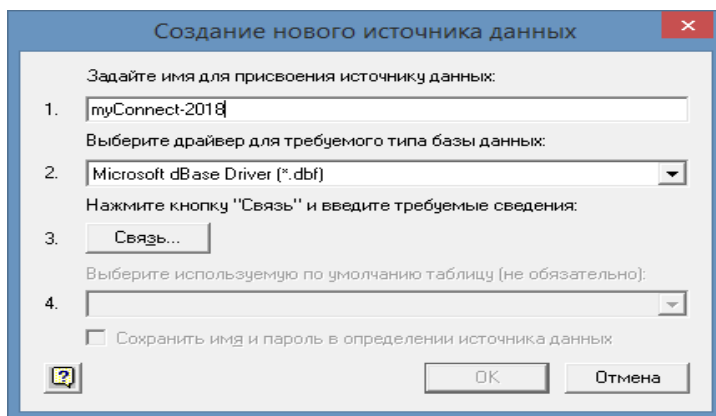 Создание нового источника данных
Задайте имя для присвоения источнику данных:
1. myConnect-2018
Выберите драйвер для требуемого типа базы данных:
2. Microsoft dBase Driver (*.dbf)
Нажмите кнопку "Связь" и введите требуемые сведения:
3. Связь...
Выберите используемую по умолчанию таблицу (не обязательно):
4.
Сохранить имя и пароль в определении источника данных
OK Отмена